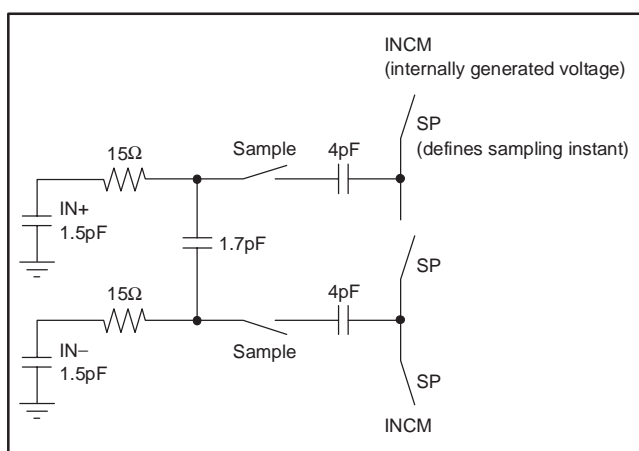 INCM
(internally generated voltage)
SP
(defines sampling instant)
Sample
4pF
15Ω
IN+
1.5pF
1.7pF
SP
15Ω
4pF
IN−
1.5pF
Sample
SP
INCM